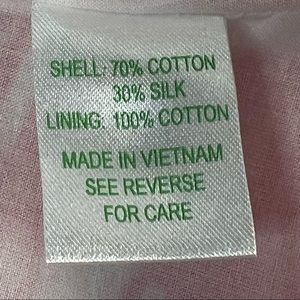 SHELL: 70% COTTON
30% SILK
LINING: 100% COTTON
MADE IN VIETNAM
SEE REVERSE
FOR CARE